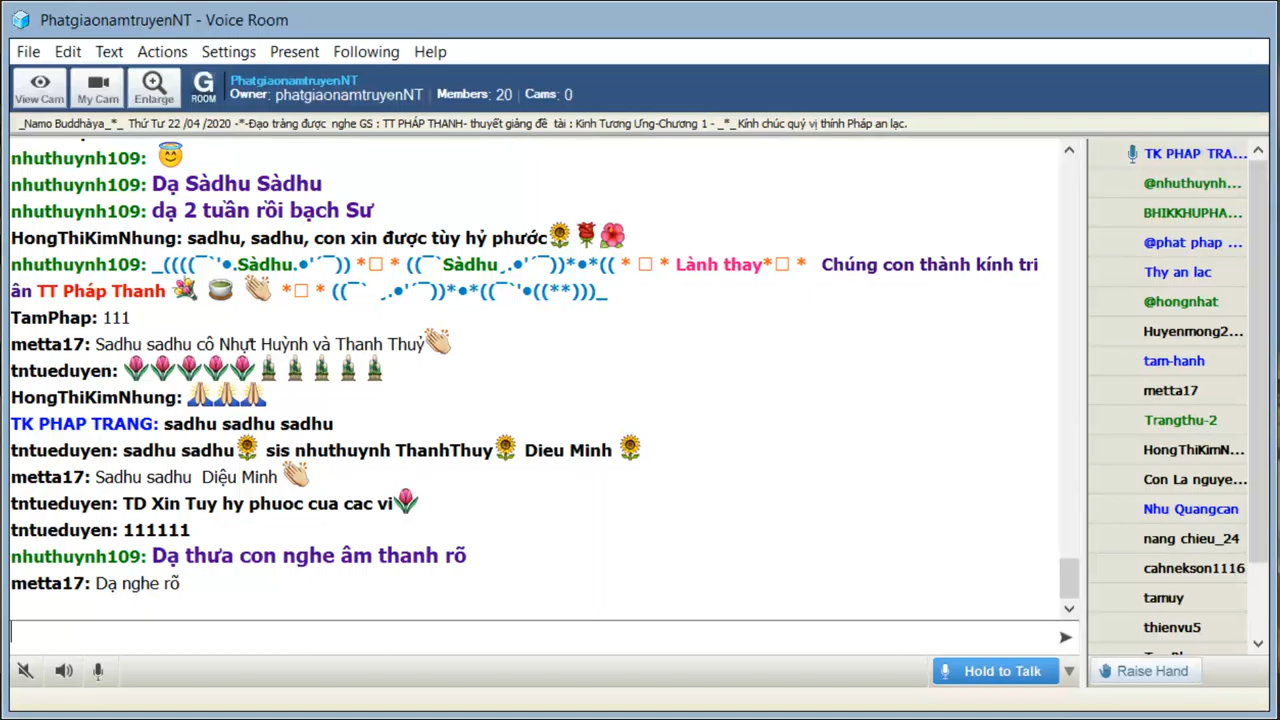 PhatgiaonamtruyenNT - Voice Room
File Edit Text Actions Settings Present Following Help
View Cam My Cam Enlarge G ROOM
PhatgiaonamtruyenNT
Owner: phatgiaonamtruyenNT Members: 20 Cams: 0
_Namo Buddhàya_*_ Thứ Tư 22 /04 /2020 -*-Đạo tràng được nghe GS : TT PHÁP THANH- thuyết giảng đề tài : Kinh Tương Ưng-Chương 1 - _*_ Kính chúc quý vị thính Pháp an lạc.
nhuthuynh109:
nhuthuynh109: Dạ Sàdhu Sàdhu
nhuthuynh109: dạ 2 tuần rồi bạch Sư
HongThiKimNhung: sadhu, sadhu, con xin được tùy hỷ phước
nhuthuynh109: _((((¯`'•.Sàdhu.•'´¯)) *□ * ((¯`Sàdhu¸.•'´¯))*•*(( * □ * Lành thay*□ * Chúng con thành kính tri
ân TT Pháp Thanh *□ * ((¯` ¸.•'´¯))*•*((¯`'•((**)))_
TamPhap: 111
metta17: Sadhu sadhu cô Nhựt Huỳnh và Thanh Thuỷ
tntueduyen:
HongThiKimNhung:
TK PHAP TRANG: sadhu sadhu sadhu
tntueduyen: sadhu sadhu sis nhuthuynh ThanhThuy Dieu Minh
metta17: Sadhu sadhu Diệu Minh
tntueduyen: TD Xin Tuy hy phuoc cua cac vi
tntueduyen: 111111
nhuthuynh109: Dạ thưa con nghe âm thanh rõ
metta17: Dạ nghe rõ
TK PHAP TRA...
@nhuthuynh...
BHIKKHUPHA...
@phat phap ...
Thy an lac
@hongnhat
Huyenmong2...
tam-hanh
metta17
Trangthu-2
HongThiKimN...
Con La nguye...
Nhu Quangcan
nang chieu_24
cahnekson1116
tamuy
thienvu5
Hold to Talk
Raise Hand